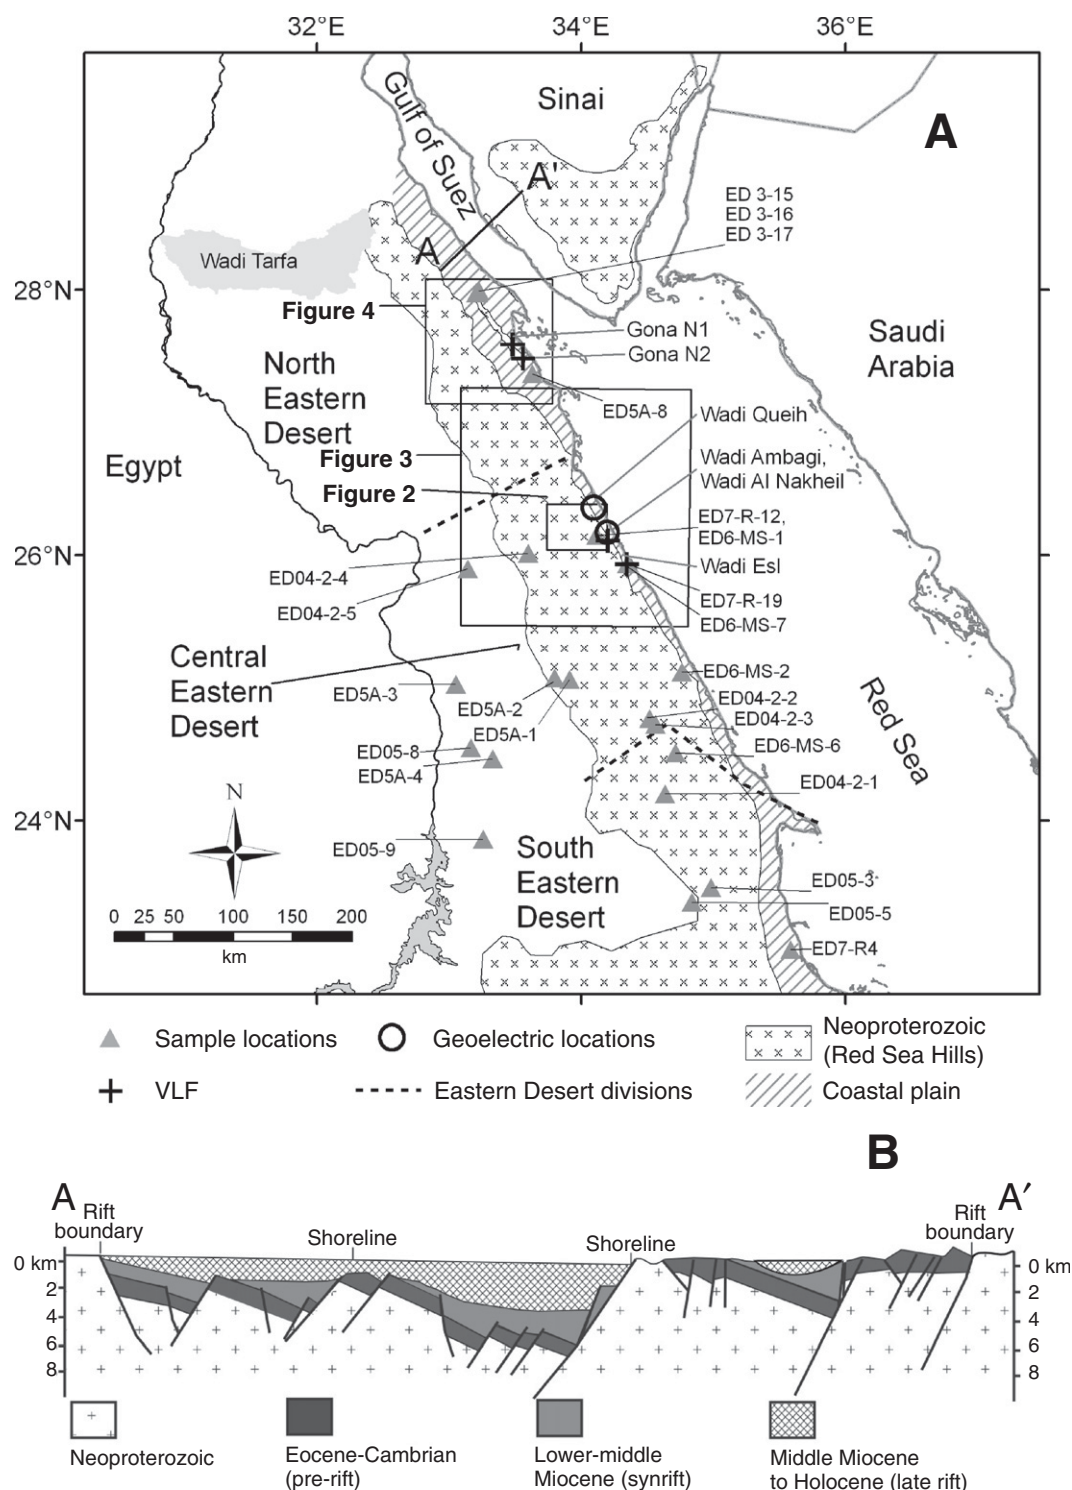 32°E
34°E
36°E
Gulf of Suez
Sinai
A
A'
ED 3-15
ED 3-16
ED 3-17
Wadi Tarfa
A
28°N
Figure 4
Gona N1
Gona N2
Saudi
Arabia
North
Eastern
Desert
ED5A-8
Wadi Queih
Egypt
Figure 3
Wadi Ambagi,
Wadi Al Nakheil
Figure 2
ED7-R-12,
ED6-MS-1
26°N
Wadi Esl
ED04-2-4
ED7-R-19
ED04-2-5
ED6-MS-7
Central
Eastern
Desert
ED6-MS-2
ED5A-3
ED5A-2
ED04-2-2
ED04-2-3
Red Sea
ED5A-1
ED6-MS-6
ED05-8
ED5A-4
ED04-2-1
N
24°N
South
Eastern
Desert
ED05-9
ED05-3
ED05-5
0 25 50 100 150 200
km
ED7-R4
Sample locations
Geoelectric locations
Neoproterozoic
(Red Sea Hills)
VLF
Eastern Desert divisions
Coastal plain
B
A
A′
Rift
boundary
Shoreline
Shoreline
Rift
boundary
0 km
2
4
6
8
0 km
2
4
6
8
Neoproterozoic
Eocene-Cambrian
(pre-rift)
Lower-middle
Miocene (synrift)
Middle Miocene
to Holocene (late rift)